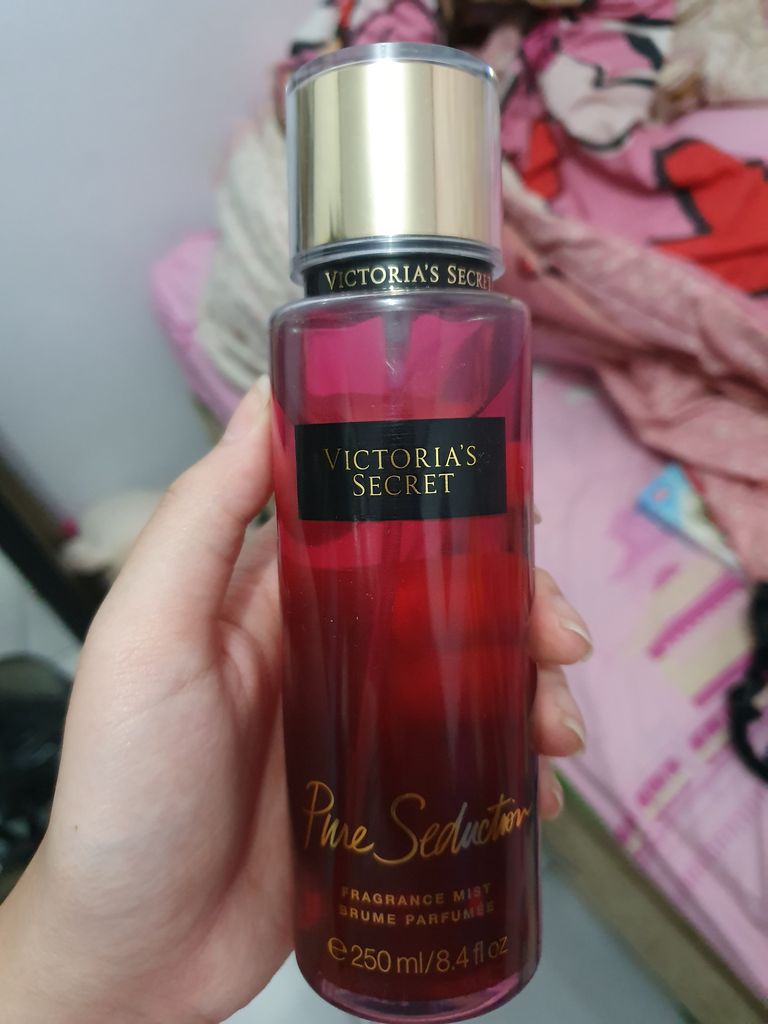 VICTORIA'S SECRET
VICTORIA'S
SECRET
Pure Seduction
FRAGRANCE MIST
BRUME PARFUMÉE
℮ 250 ml/8.4 fl oz